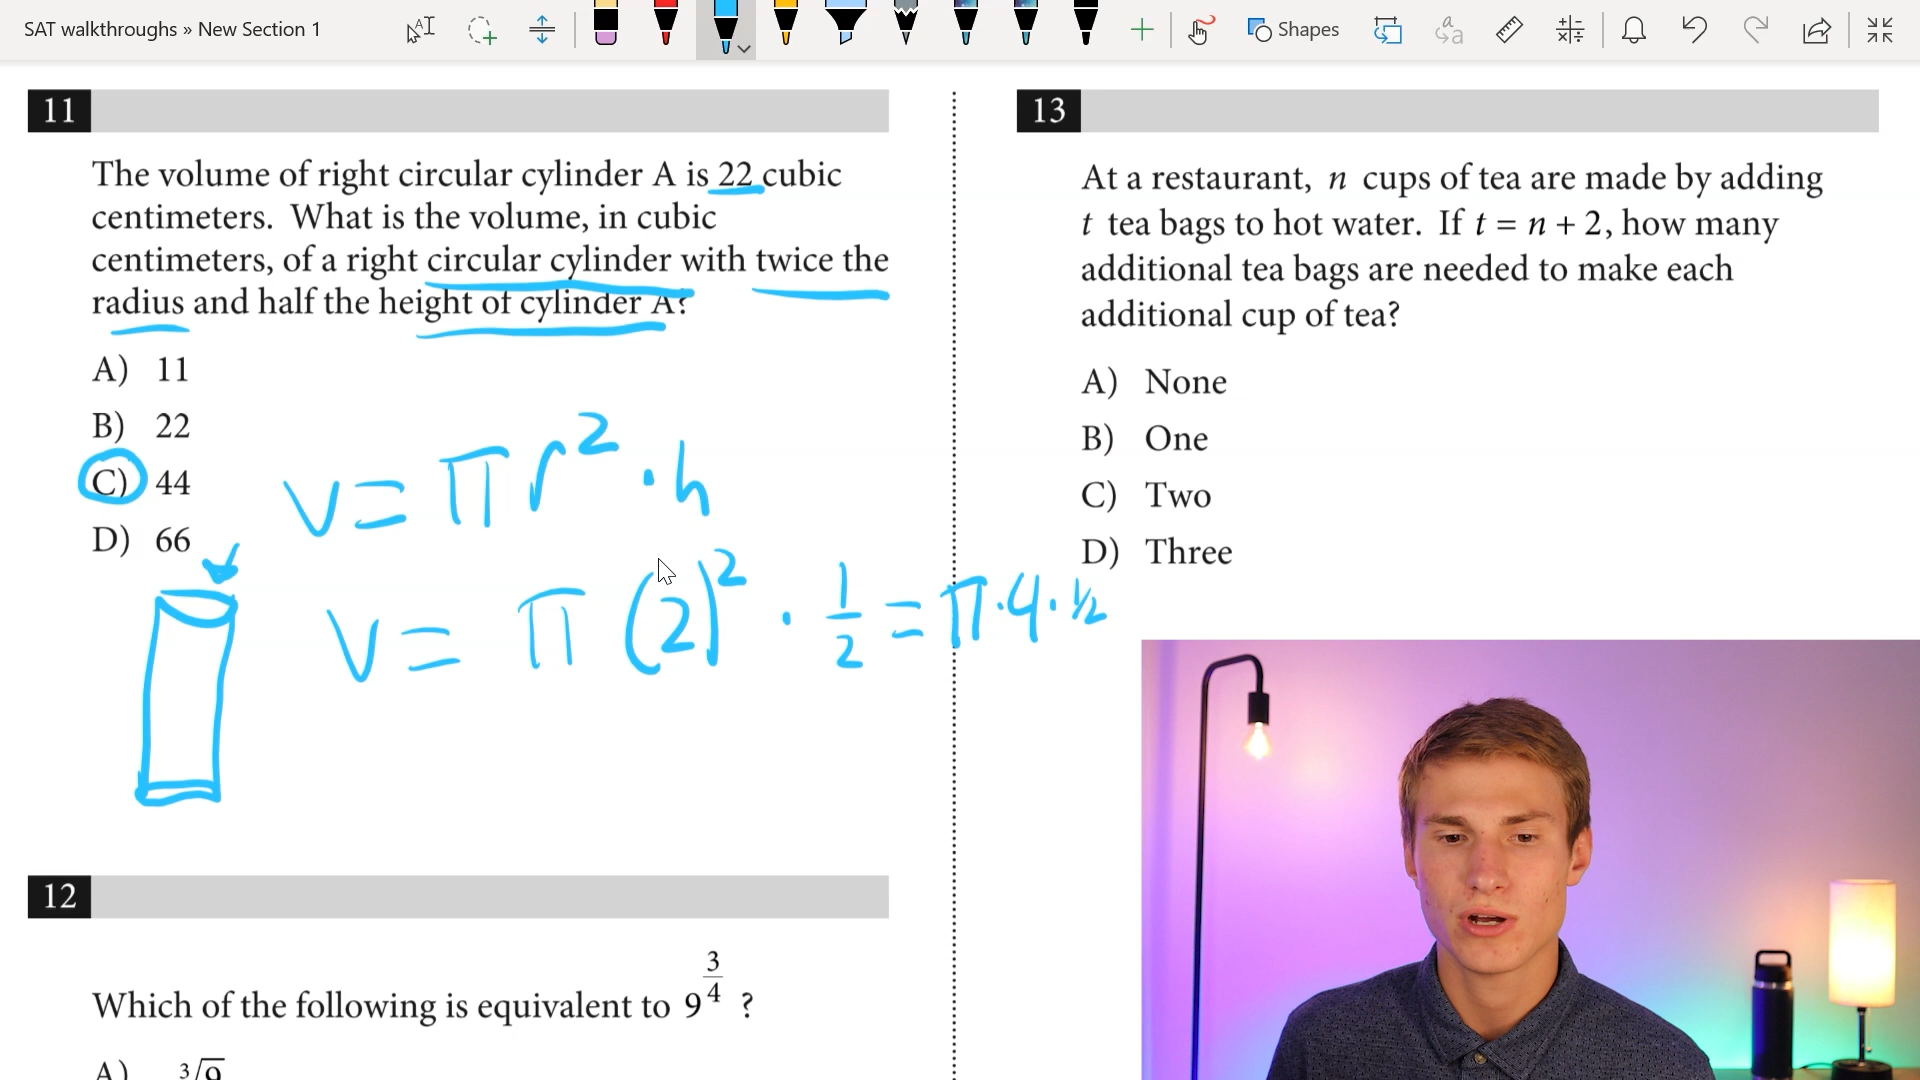 SAT walkthroughs » New Section 1
Shapes
11
The volume of right circular cylinder A is 22 cubic
centimeters. What is the volume, in cubic
centimeters, of a right circular cylinder with twice the
radius and half the height of cylinder A?
A) 11
B) 22
C) 44
D) 66
V = π r² · h
V = π (2)² · 1/2 = π · 4 · 1/2
12
Which of the following is equivalent to 9^(3/4) ?
A) ³√9
13
At a restaurant, n cups of tea are made by adding
t tea bags to hot water. If t = n + 2, how many
additional tea bags are needed to make each
additional cup of tea?
A) None
B) One
C) Two
D) Three